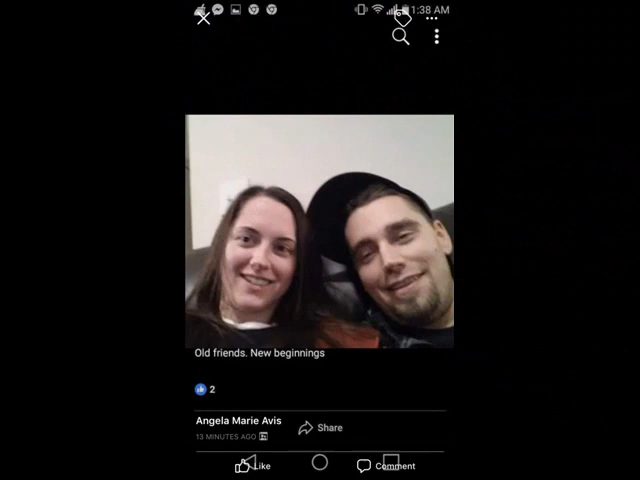 1:38 AM
Old friends. New beginnings
2
Angela Marie Avis
13 MINUTES AGO
Share
Like
Comment